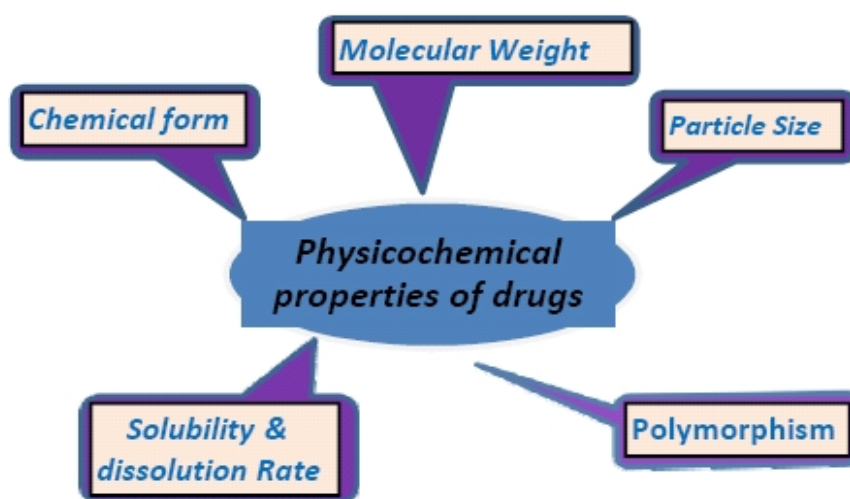 Molecular Weight
Chemical form
Particle Size
Physicochemical
properties of drugs
Solubility &
dissolution Rate
Polymorphism